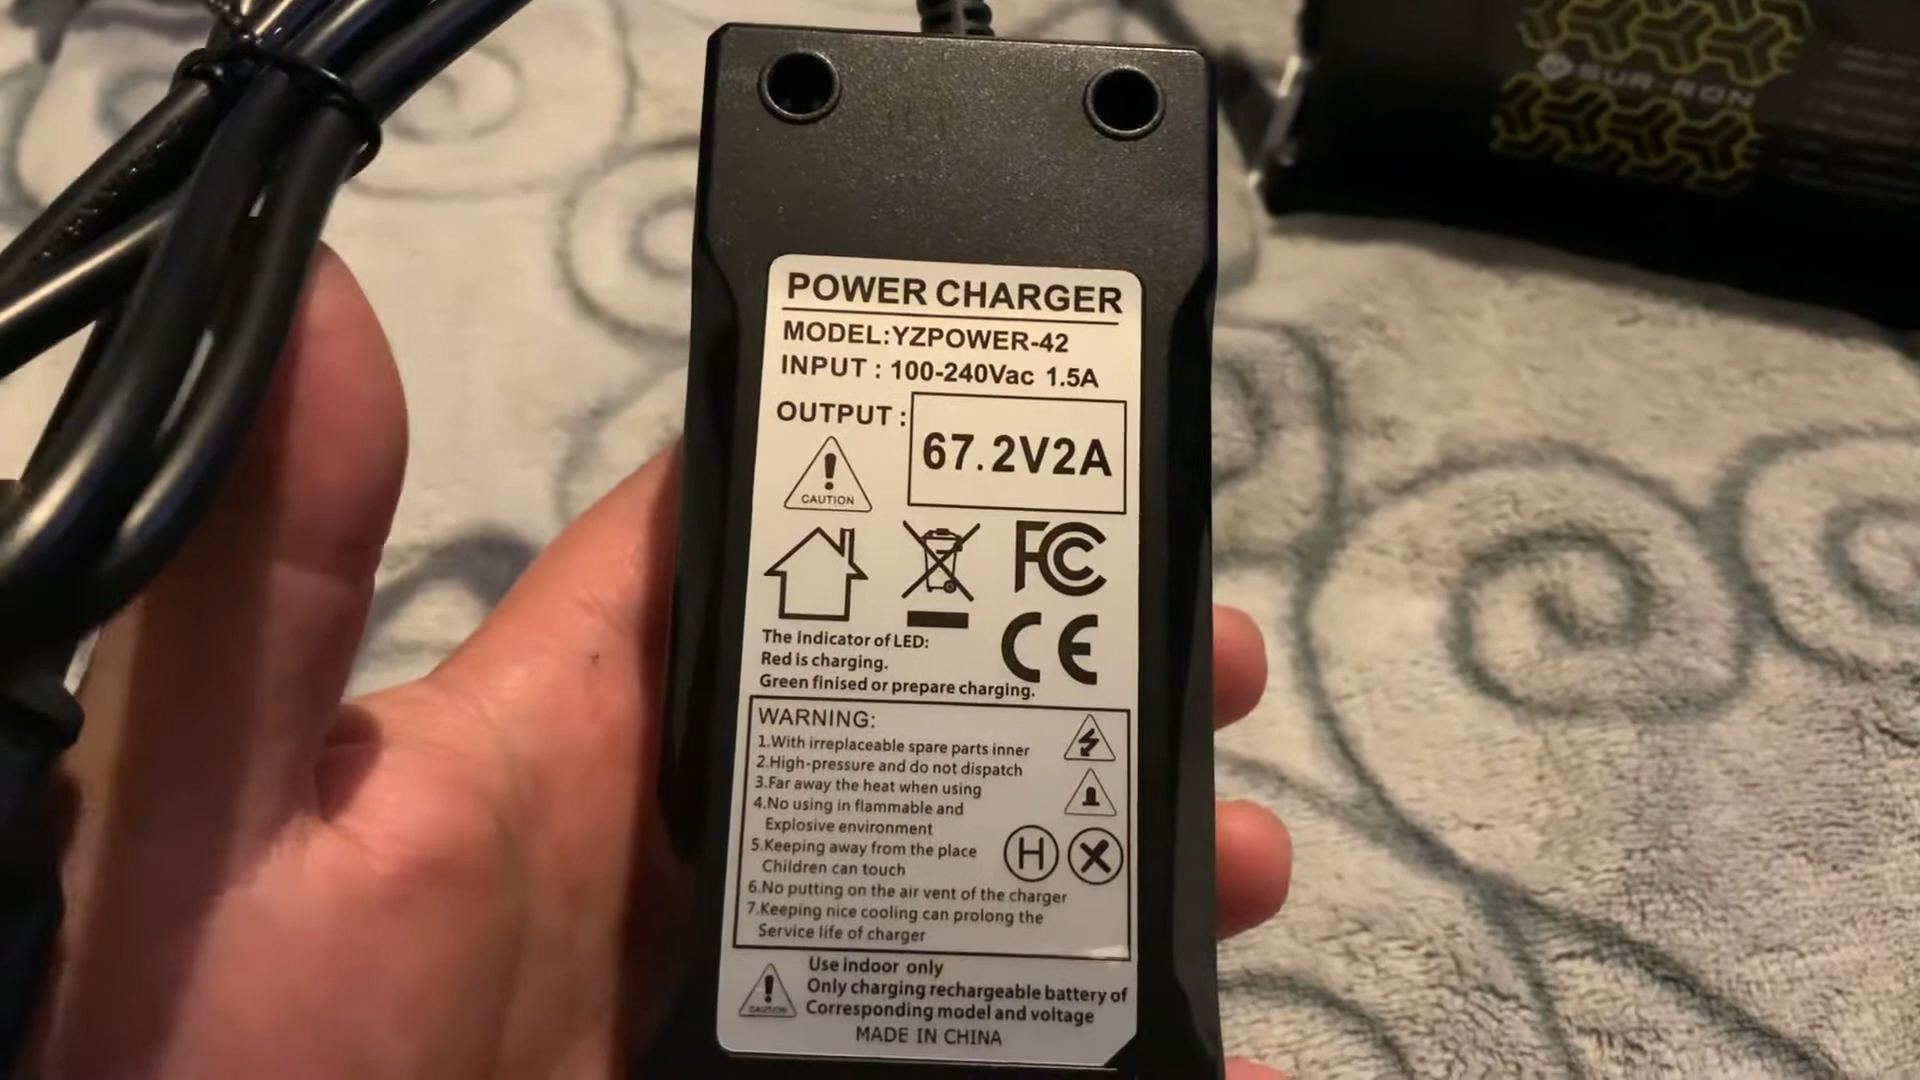 SUR-RON
POWER CHARGER
MODEL:YZPOWER-42
INPUT : 100-240Vac 1.5A
OUTPUT :
67.2V2A
CAUTION
FC
CE
The Indicator of LED:
Red is charging.
Green finised or prepare charging.
WARNING:
1.With irreplaceable spare parts inner
2.High-pressure and do not dispatch
3.Far away the heat when using
4.No using in flammable and
Explosive environment
5.Keeping away from the place
Children can touch
H
6.No putting on the air vent of the charger
7.Keeping nice cooling can prolong the
Service life of charger
CAUTION
Use indoor only
Only charging rechargeable battery of
Corresponding model and voltage
MADE IN CHINA